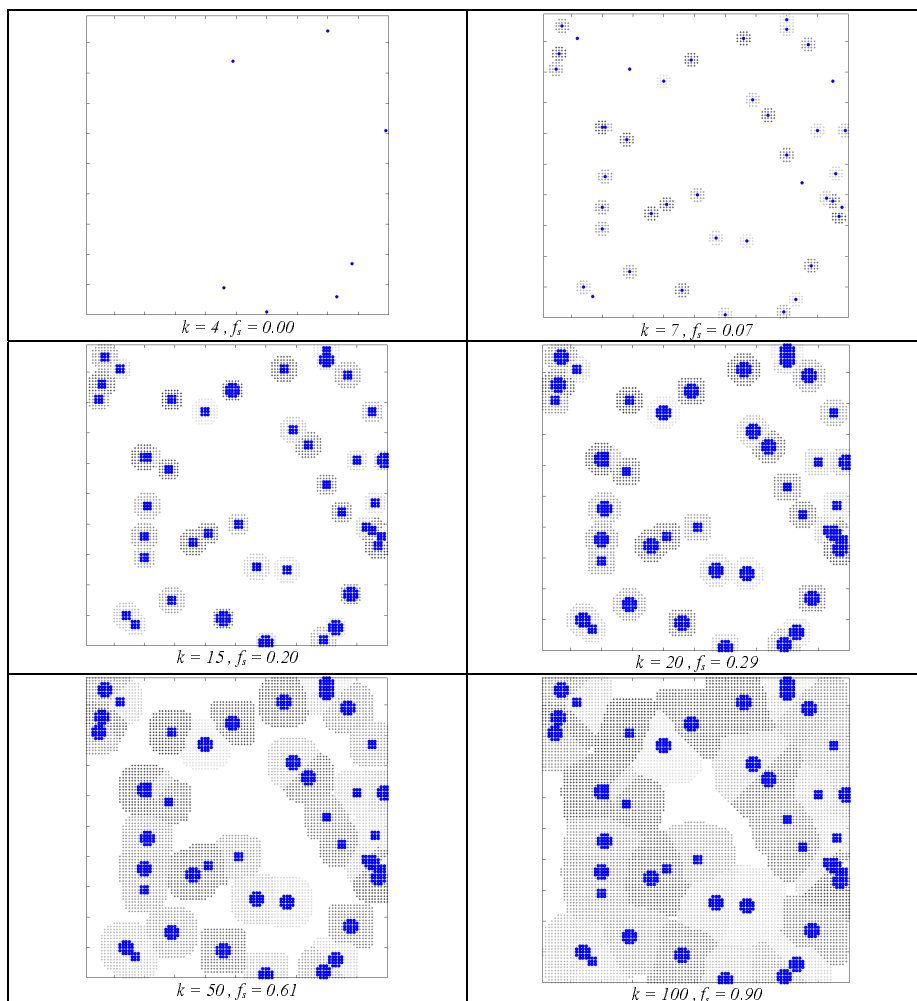 k = 4 , fs = 0.00
k = 7 , fs = 0.07
k = 15 , fs = 0.20
k = 20 , fs = 0.29
k = 50 , fs = 0.61
k = 100 , fs = 0.90